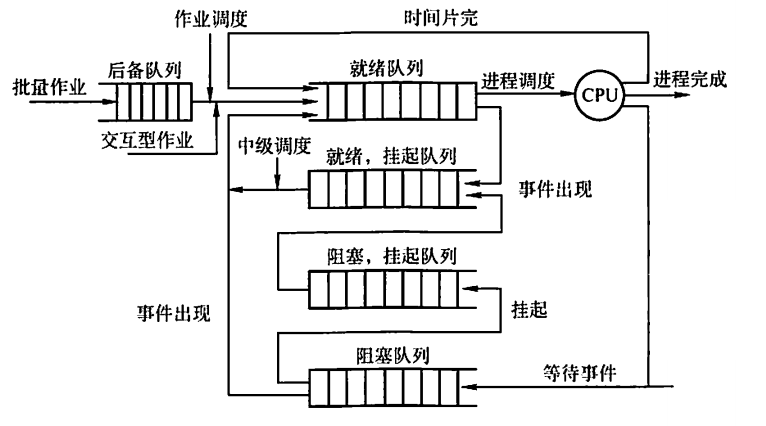 作业调度
时间片完
后备队列
就绪队列
批量作业
进程调度
CPU
进程完成
交互型作业
中级调度
就绪，挂起队列
事件出现
阻塞，挂起队列
事件出现
挂起
阻塞队列
等待事件